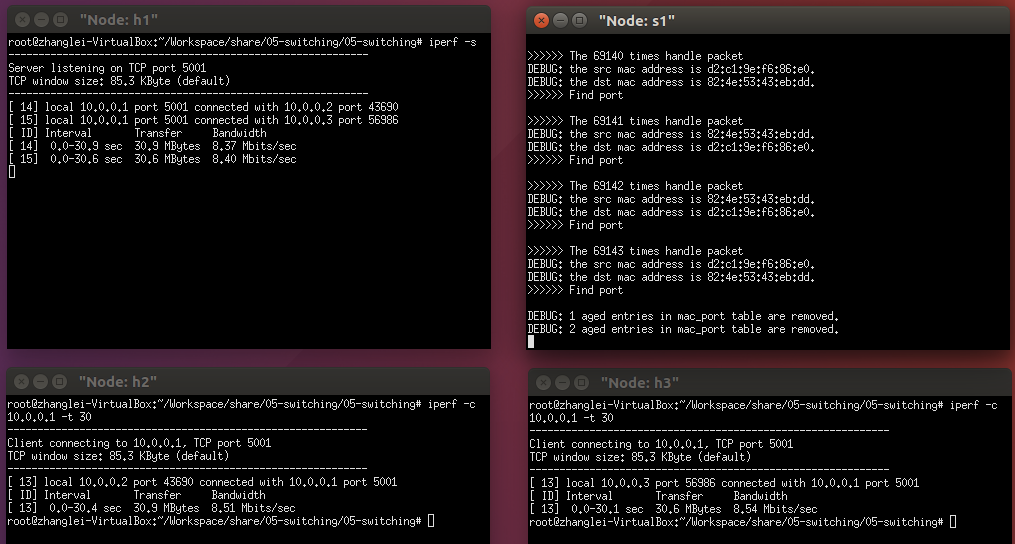 "Node: h1"
root@zhanglei-VirtualBox:~/Workspace/share/05-switching/05-switching# iperf -s
------------------------------------------------------------
Server listening on TCP port 5001
TCP window size: 85.3 KByte (default)
------------------------------------------------------------
[ 14] local 10.0.0.1 port 5001 connected with 10.0.0.2 port 43690
[ 15] local 10.0.0.1 port 5001 connected with 10.0.0.3 port 56986
[ ID] Interval       Transfer     Bandwidth
[ 14]  0.0-30.9 sec  30.9 MBytes  8.37 Mbits/sec
[ 15]  0.0-30.6 sec  30.6 MBytes  8.40 Mbits/sec
"Node: s1"
>>>>>> The 69140 times handle packet
DEBUG: the src mac address is d2:c1:9e:f6:86:e0.
DEBUG: the dst mac address is 82:4e:53:43:eb:dd.
>>>>>> Find port
>>>>>> The 69141 times handle packet
DEBUG: the src mac address is 82:4e:53:43:eb:dd.
DEBUG: the dst mac address is d2:c1:9e:f6:86:e0.
>>>>>> Find port
>>>>>> The 69142 times handle packet
DEBUG: the src mac address is 82:4e:53:43:eb:dd.
DEBUG: the dst mac address is d2:c1:9e:f6:86:e0.
>>>>>> Find port
>>>>>> The 69143 times handle packet
DEBUG: the src mac address is d2:c1:9e:f6:86:e0.
DEBUG: the dst mac address is 82:4e:53:43:eb:dd.
>>>>>> Find port
DEBUG: 1 aged entries in mac_port table are removed.
DEBUG: 2 aged entries in mac_port table are removed.
"Node: h2"
root@zhanglei-VirtualBox:~/Workspace/share/05-switching/05-switching# iperf -c
10.0.0.1 -t 30
------------------------------------------------------------
Client connecting to 10.0.0.1, TCP port 5001
TCP window size: 85.3 KByte (default)
------------------------------------------------------------
[ 13] local 10.0.0.2 port 43690 connected with 10.0.0.1 port 5001
[ ID] Interval       Transfer     Bandwidth
[ 13]  0.0-30.4 sec  30.9 MBytes  8.51 Mbits/sec
root@zhanglei-VirtualBox:~/Workspace/share/05-switching/05-switching#
"Node: h3"
root@zhanglei-VirtualBox:~/Workspace/share/05-switching/05-switching# iperf -c
10.0.0.1 -t 30
------------------------------------------------------------
Client connecting to 10.0.0.1, TCP port 5001
TCP window size: 85.3 KByte (default)
------------------------------------------------------------
[ 13] local 10.0.0.3 port 56986 connected with 10.0.0.1 port 5001
[ ID] Interval       Transfer     Bandwidth
[ 13]  0.0-30.1 sec  30.6 MBytes  8.54 Mbits/sec
root@zhanglei-VirtualBox:~/Workspace/share/05-switching/05-switching#